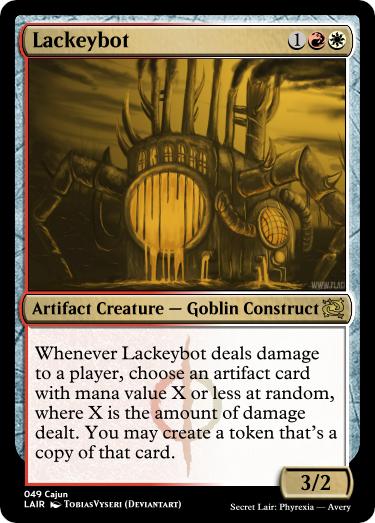 Lackeybot
1
Artifact Creature — Goblin Construct
Whenever Lackeybot deals damage
to a player, choose an artifact card
with mana value X or less at random,
where X is the amount of damage
dealt. You may create a token that's a
copy of that card.
3/2
049 Cajun
LAIR TOBIASVYSERI (DEVIANTART)
Secret Lair: Phyrexia — Avery